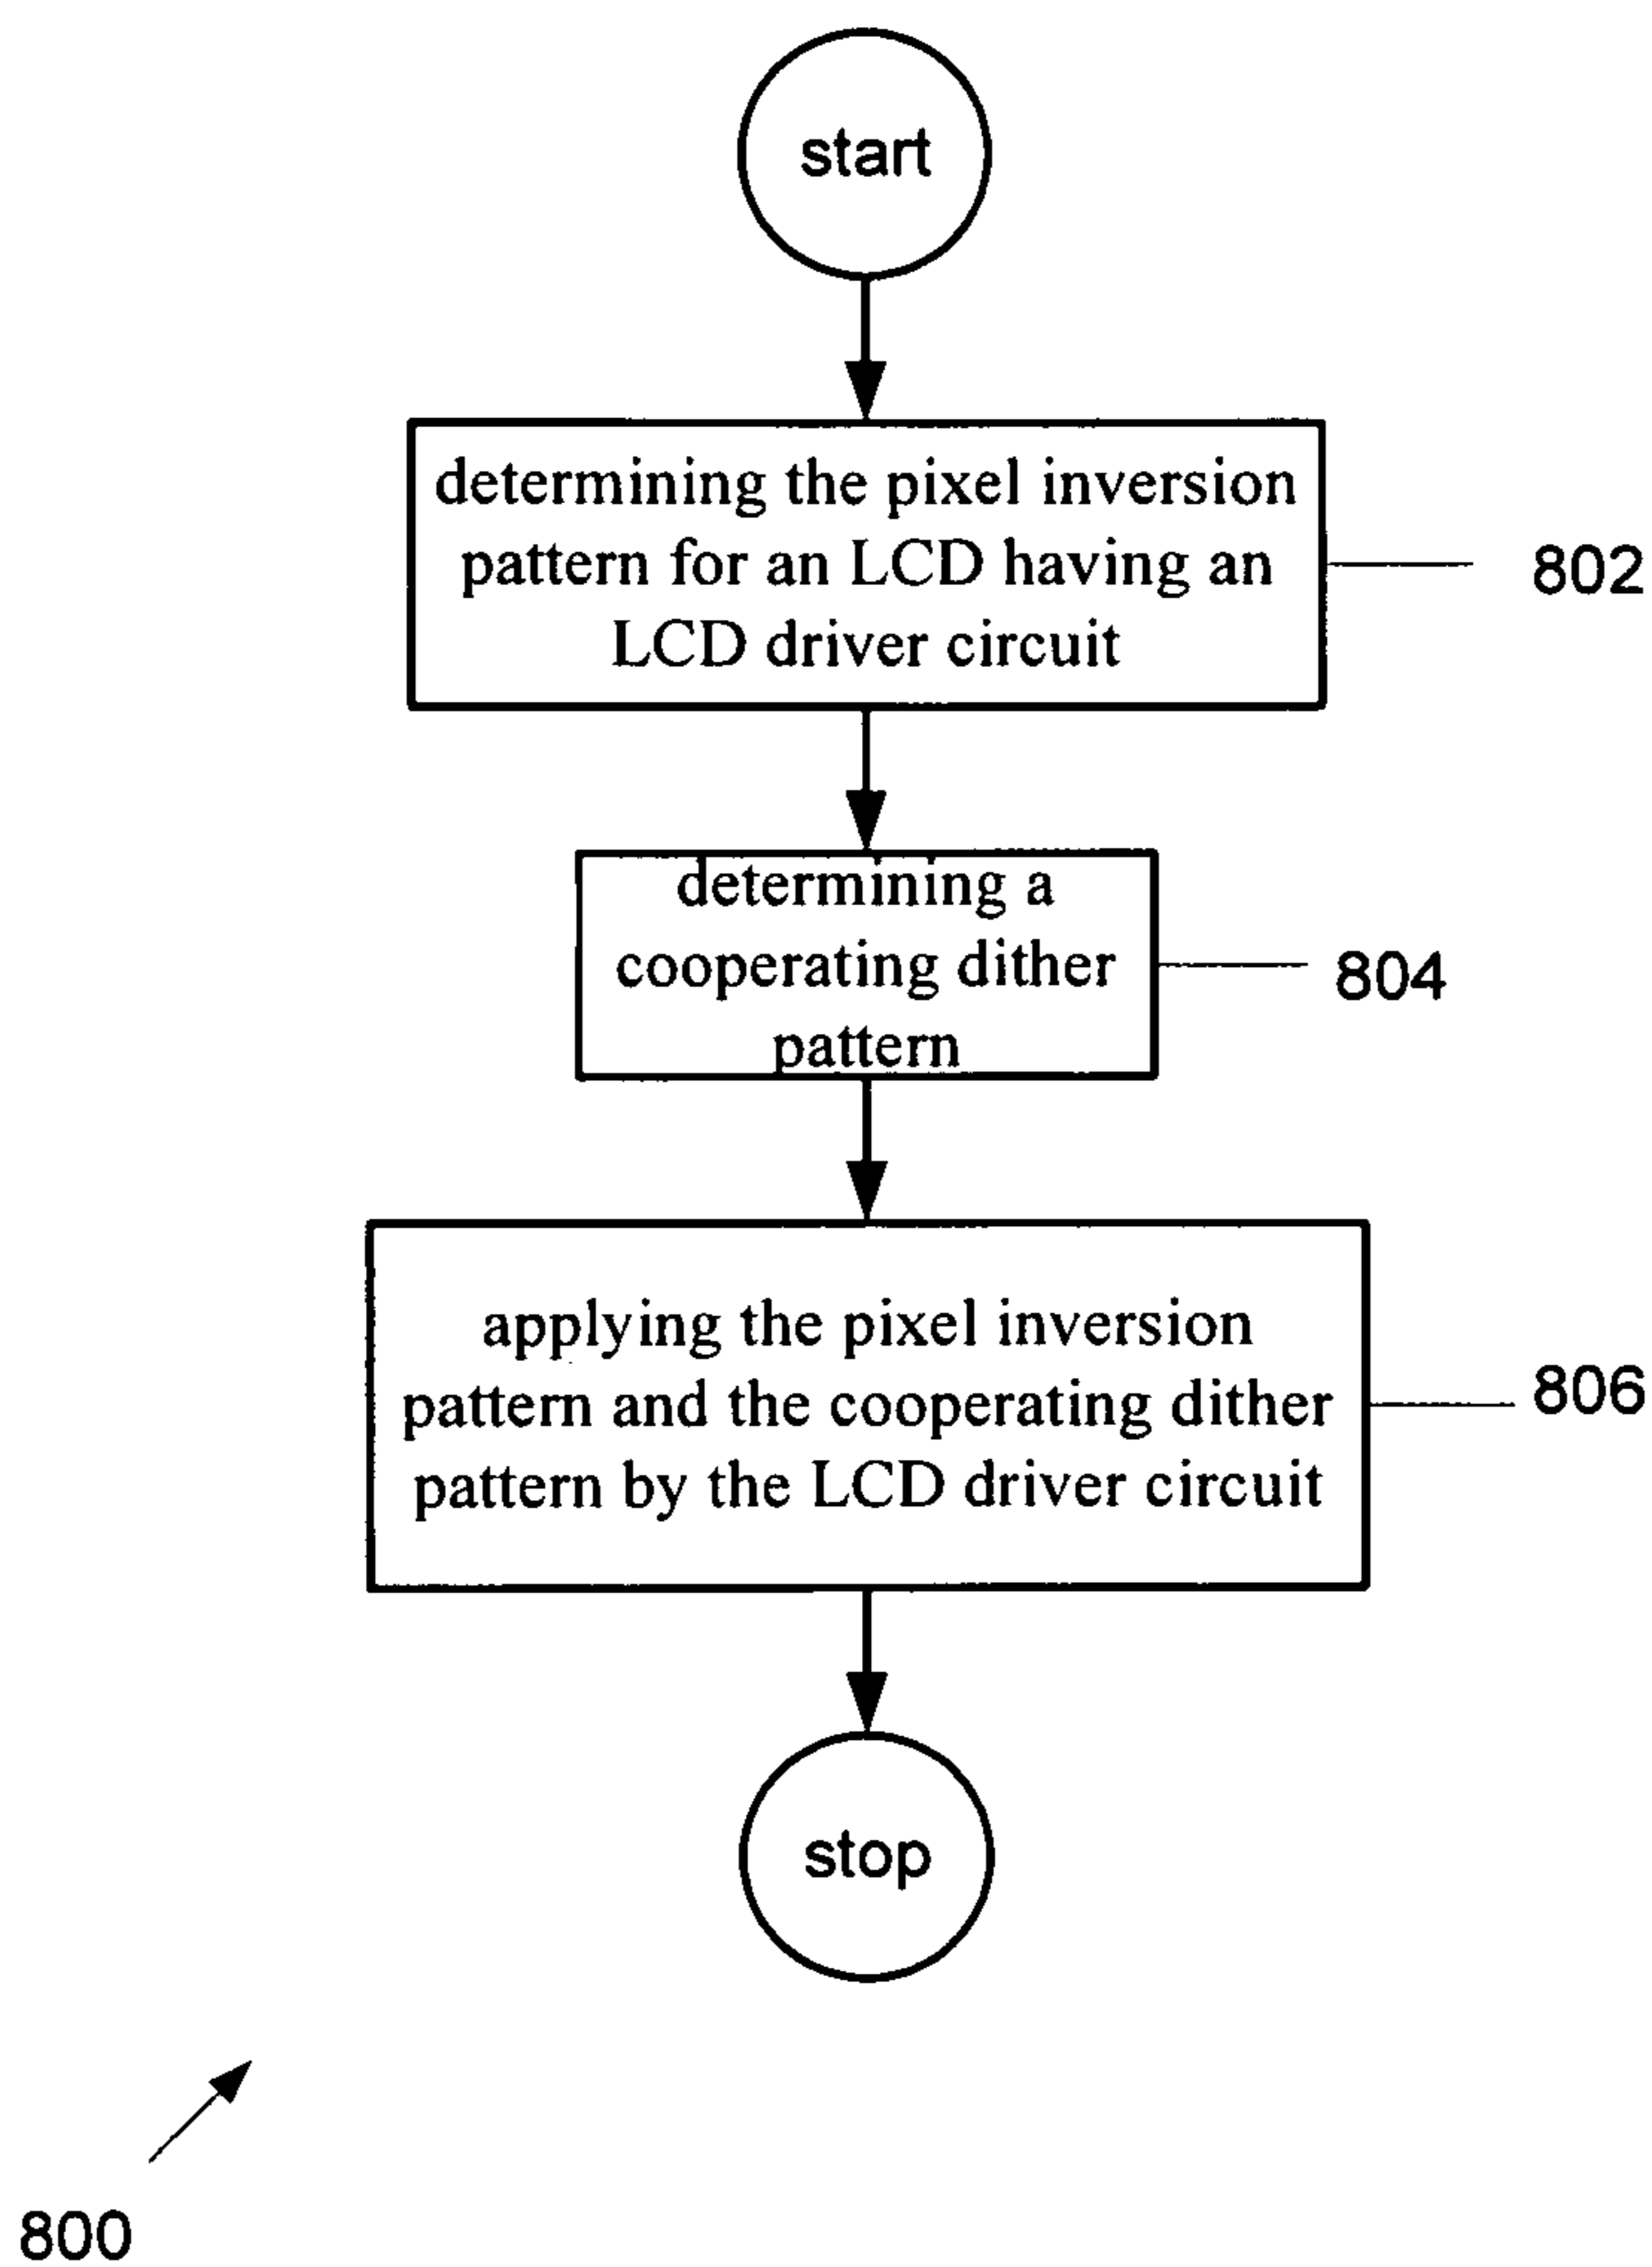 start
determining the pixel inversion
pattern for an LCD having an
LCD driver circuit
802
determining a
cooperating dither
pattern
804
applying the pixel inversion
pattern and the cooperating dither
pattern by the LCD driver circuit
806
stop
800